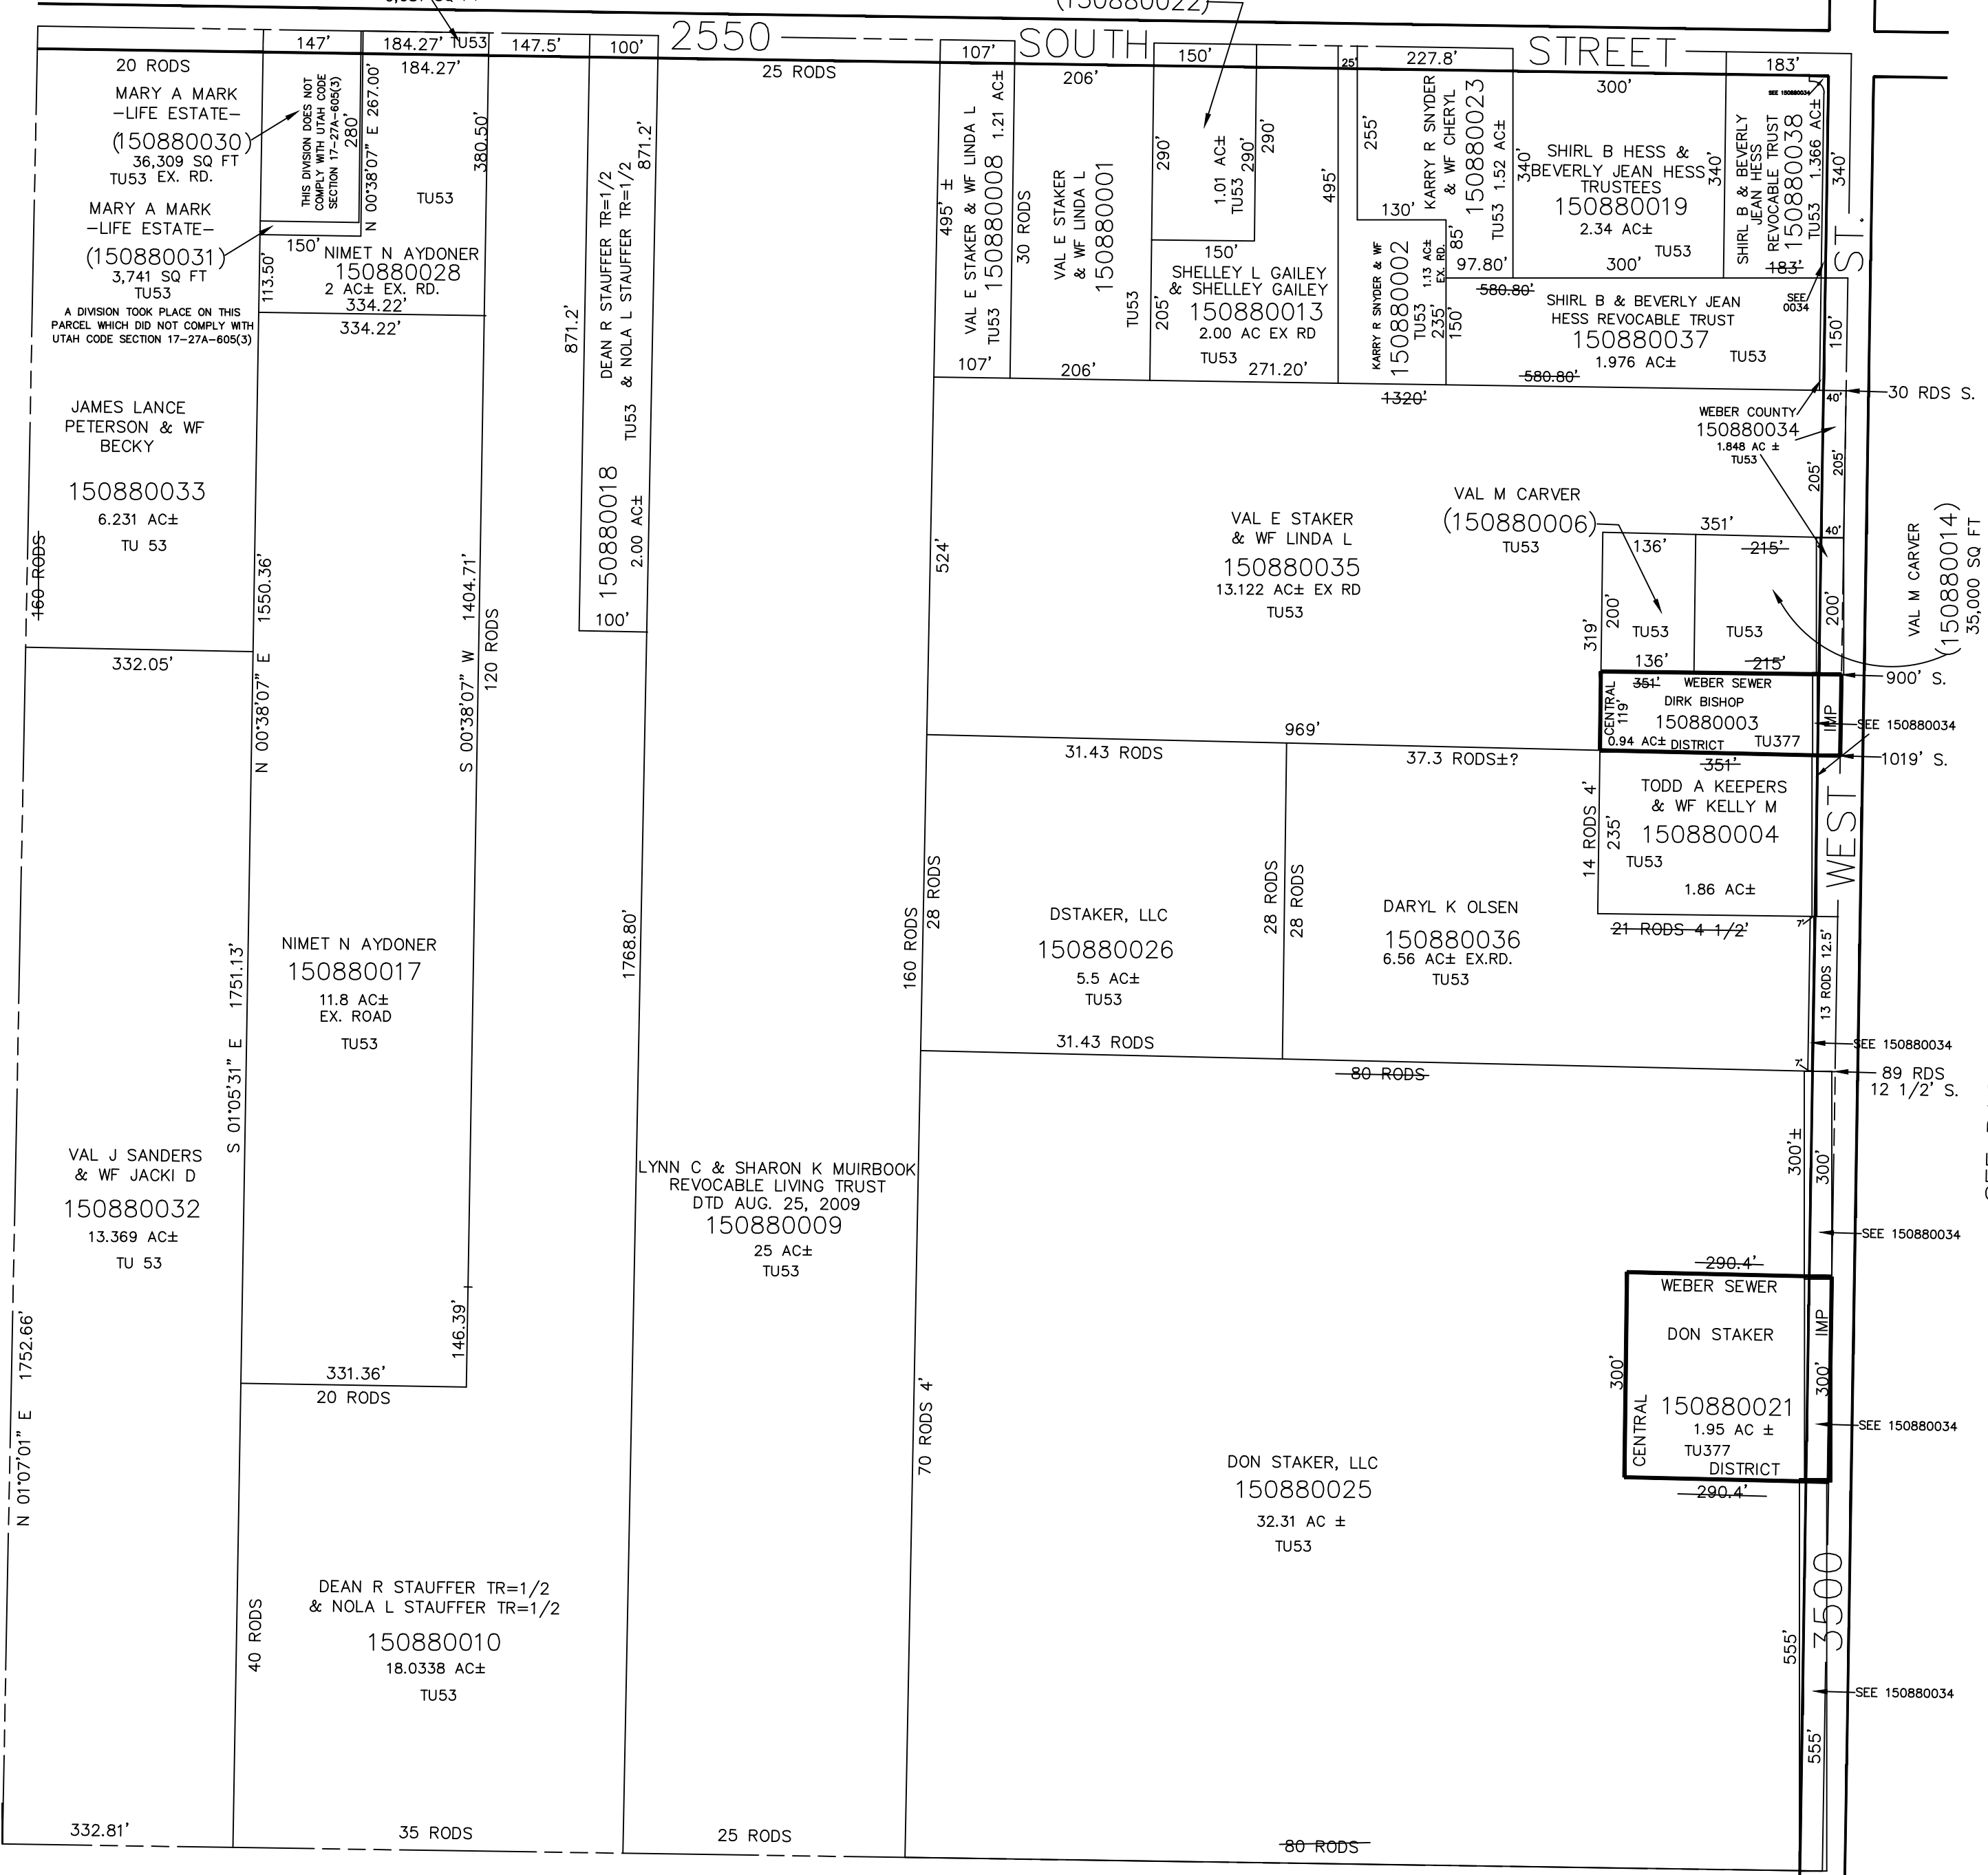 (150880022)
2550 SOUTH STREET
147'
184.27'
TU53
147.5'
100'
107'
150'
25'
227.8'
183'
20 RODS
184.27'
25 RODS
206'
300'
MARY A MARK
-LIFE ESTATE-
(150880030)
36,309 SQ FT
TU53 EX. RD.
THIS DIVISION DOES NOT
COMPLY WITH UTAH CODE
SECTION 17-27A-605(3)
280'
N 00°38'07" E 267.00'
380.50'
TU53
MARY A MARK
-LIFE ESTATE-
(150880031)
3,741 SQ FT
TU53
A DIVISION TOOK PLACE ON THIS
PARCEL WHICH DID NOT COMPLY WITH
UTAH CODE SECTION 17-27A-605(3)
150'
113.50'
NIMET N AYDONER
150880028
2 AC± EX. RD.
334.22'
334.22'
JAMES LANCE
PETERSON & WF
BECKY
150880033
6.231 AC±
TU 53
160 RODS
332.05'
N 00°38'07" E 1550.36'
S 00°38'07" W 1404.71'
120 RODS
871.2'
871.2'
DEAN R STAUFFER TR=1/2
& NOLA L STAUFFER TR=1/2
TU53
150880018
2.00 AC±
100'
495' ±
VAL E STAKER & WF LINDA L
TU53 150880008 1.21 AC±
107'
30 RODS
VAL E STAKER
& WF LINDA L
150880001
TU53
206'
290'
1.01 AC±
TU53
290'
290'
150'
205'
SHELLEY L GAILEY
& SHELLEY GAILEY
150880013
2.00 AC EX RD
TU53
271.20'
495'
255'
130'
KARRY R SNYDER
& WF CHERYL
150880023
TU53 1.52 AC±
85'
97.80'
KARRY R SNYDER & WF
150880002
TU53
1.13 AC±
EX. RD.
235'
150'
340'
SHIRL B HESS &
BEVERLY JEAN HESS
TRUSTEES
150880019
2.34 AC±
TU53
300'
340'
SHIRL B & BEVERLY
JEAN HESS
REVOCABLE TRUST
150880038
TU53 1.366 AC±
SEE 150880034
183'
340'
ST.
580.80'
SHIRL B & BEVERLY JEAN
HESS REVOCABLE TRUST
150880037
1.976 AC±
TU53
SEE
0034
150'
580.80'
1320'
40'
30 RDS S.
WEBER COUNTY
150880034
1.848 AC ±
TU53
205'
205'
40'
524'
VAL E STAKER
& WF LINDA L
150880035
13.122 AC± EX RD
TU53
VAL M CARVER
(150880006)
TU53
351'
136'
215'
200'
319'
TU53
TU53
136'
215'
200'
VAL M CARVER
(150880014)
35,000 SQ FT
900' S.
351'
WEBER SEWER
DIRK BISHOP
150880003
CENTRAL
119'
0.94 AC±
DISTRICT
TU377
IMP
SEE 150880034
1019' S.
351'
969'
31.43 RODS
37.3 RODS±?
TODD A KEEPERS
& WF KELLY M
150880004
TU53
1.86 AC±
14 RODS 4'
235'
21 RODS 4 1/2'
WEST
7'
13 RODS 12.5'
28 RODS
160 RODS
DSTAKER, LLC
150880026
5.5 AC±
TU53
28 RODS
28 RODS
DARYL K OLSEN
150880036
6.56 AC± EX.RD.
TU53
31.43 RODS
80 RODS
SEE 150880034
7'
89 RDS
12 1/2' S.
NIMET N AYDONER
150880017
11.8 AC±
EX. ROAD
TU53
S 01°05'31" E 1751.13'
1768.80'
VAL J SANDERS
& WF JACKI D
150880032
13.369 AC±
TU 53
N 01°07'01" E 1752.66'
LYNN C & SHARON K MUIRBOOK
REVOCABLE LIVING TRUST
DTD AUG. 25, 2009
150880009
25 AC±
TU53
300'±
300'
SEE 150880034
290.4'
WEBER SEWER
DON STAKER
150880021
1.95 AC ±
TU377
DISTRICT
CENTRAL
300'
300'
IMP
SEE 150880034
290.4'
146.39'
331.36'
20 RODS
70 RODS 4'
DON STAKER, LLC
150880025
32.31 AC ±
TU53
DEAN R STAUFFER TR=1/2
& NOLA L STAUFFER TR=1/2
150880010
18.0338 AC±
TU53
40 RODS
3500
555'
555'
SEE 150880034
332.81'
35 RODS
25 RODS
80 RODS